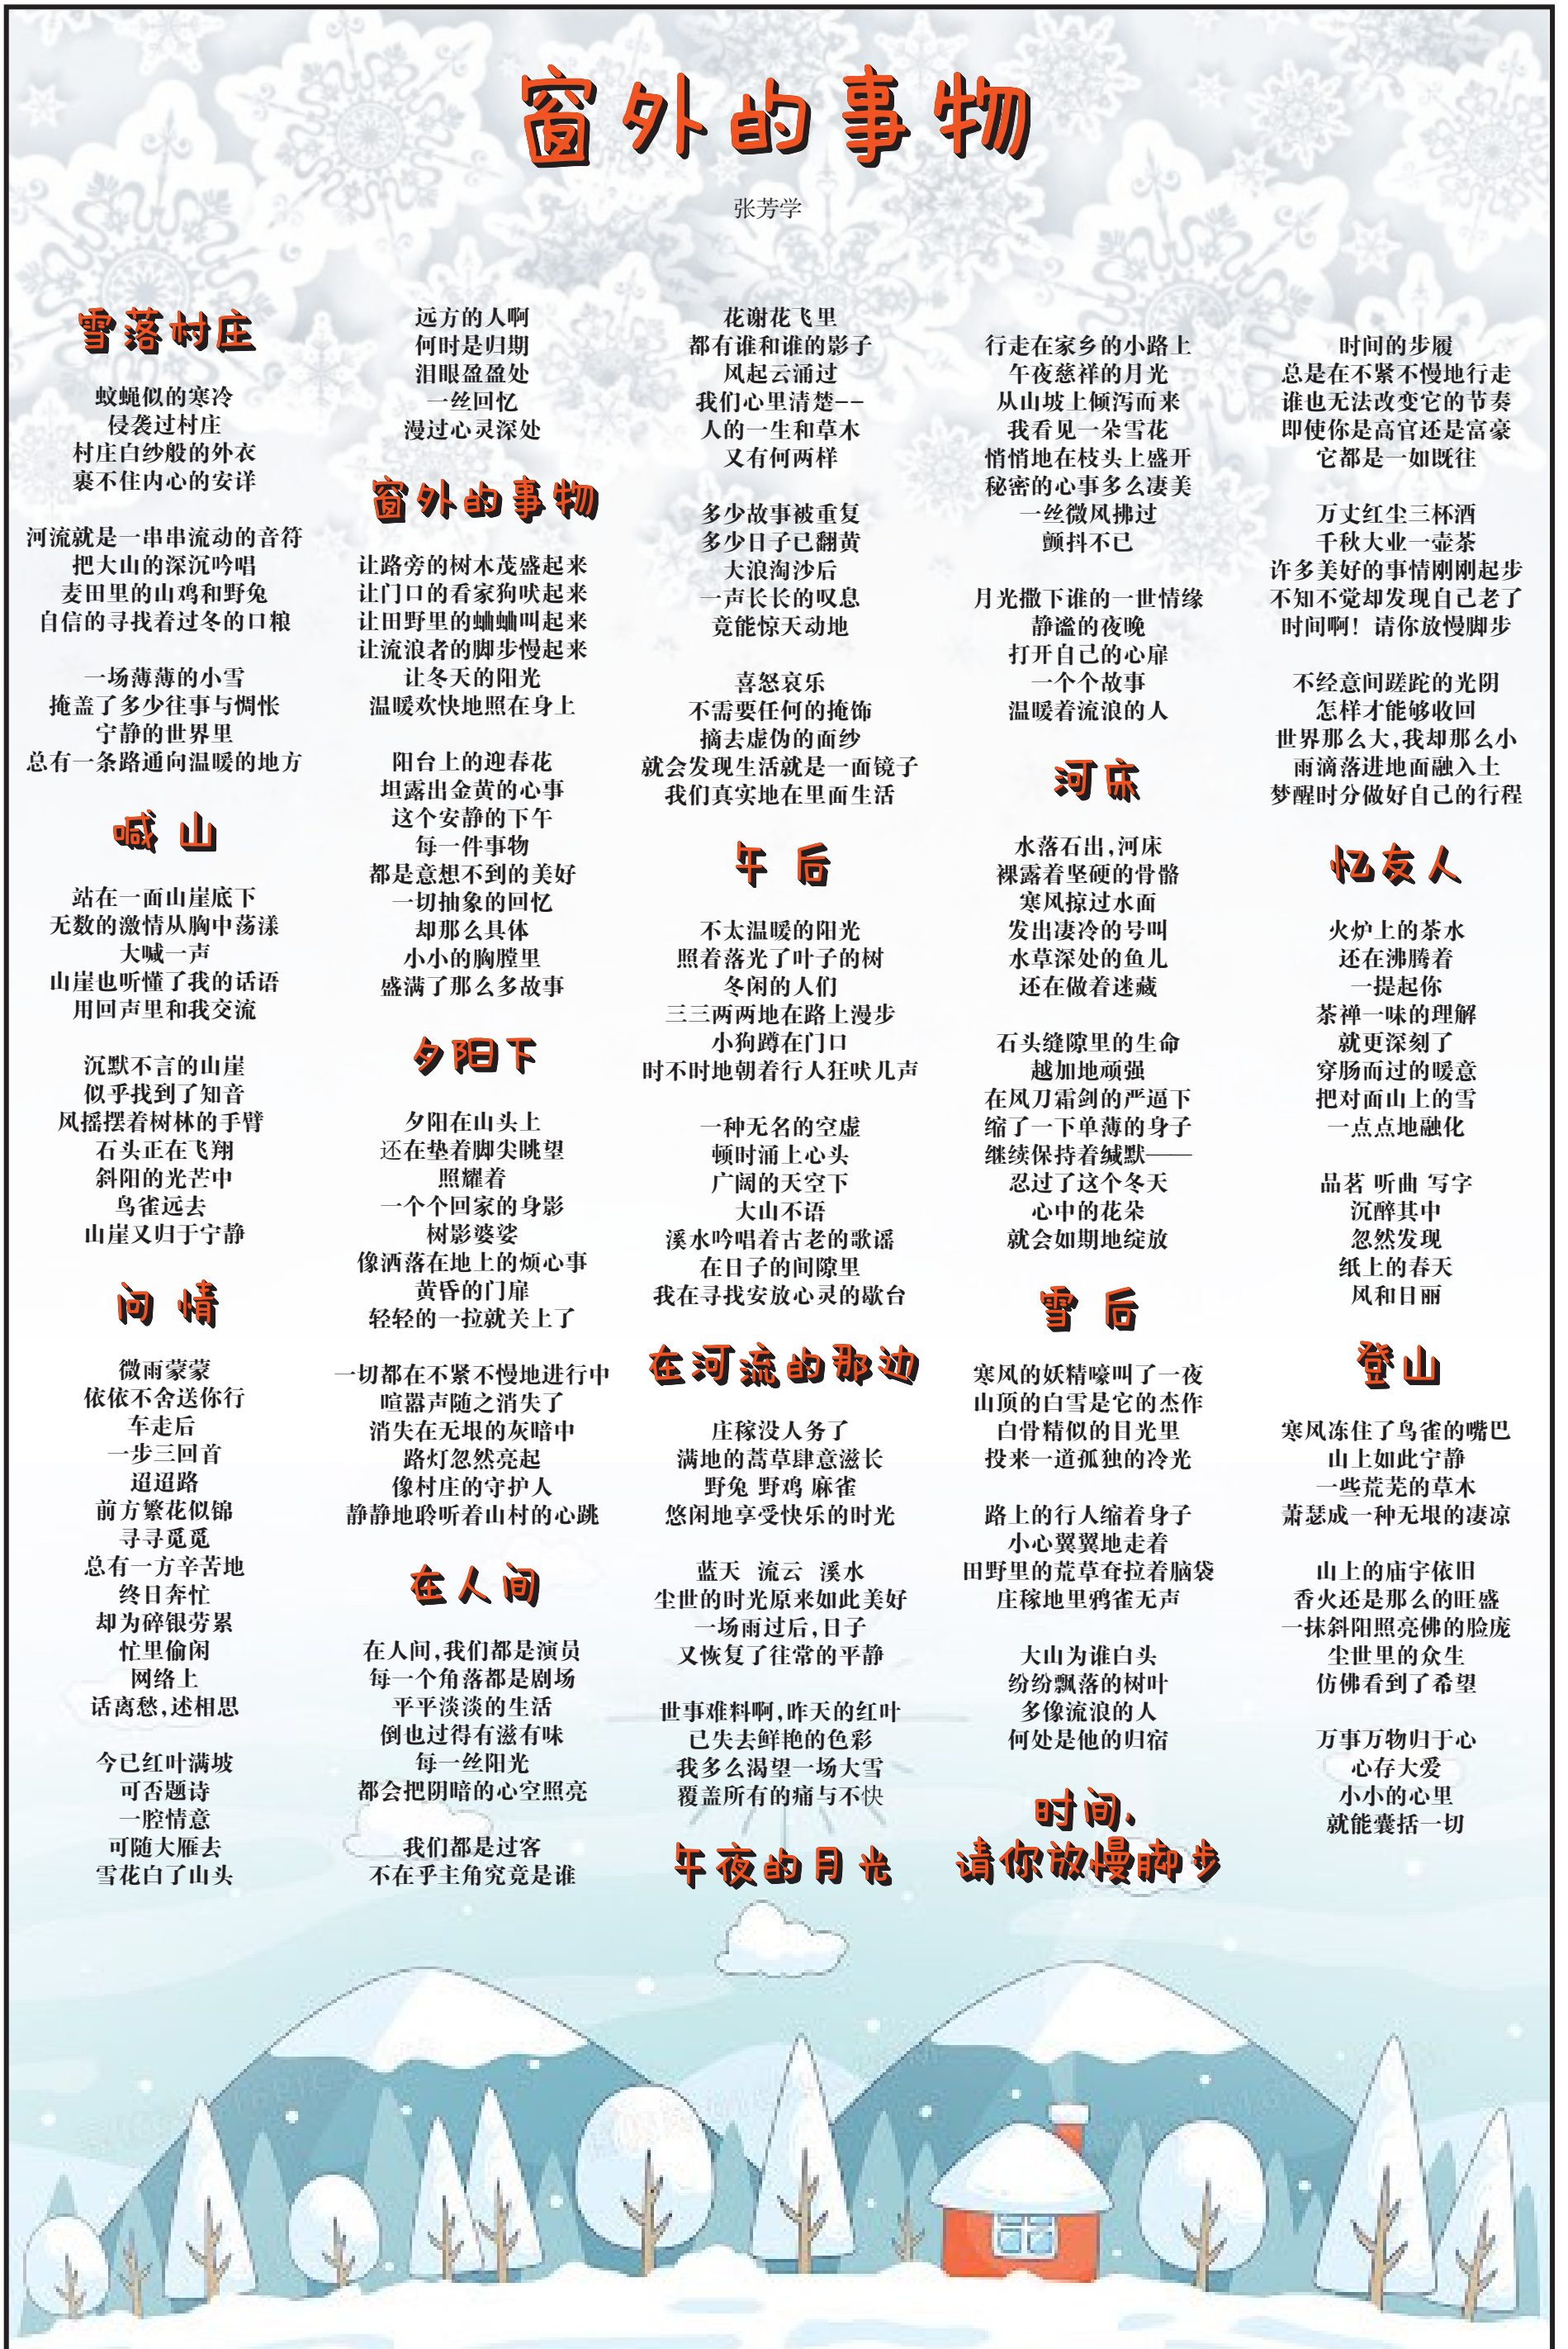 窗外的事物
张芳学
雪落村庄
蚊蝇似的寒冷
侵袭过村庄
村庄白纱般的外衣
裹不住内心的安详
河流就是一串串流动的音符
把大山的深沉吟唱
麦田里的山鸡和野兔
自信的寻找着过冬的口粮
一场薄薄的小雪
掩盖了多少往事与惆怅
宁静的世界里
总有一条路通向温暖的地方
喊 山
站在一面山崖底下
无数的激情从胸中荡漾
大喊一声
山崖也听懂了我的话语
用回声里和我交流
沉默不言的山崖
似乎找到了知音
风摇摆着树林的手臂
石头正在飞翔
斜阳的光芒中
鸟雀远去
山崖又归于宁静
问 情
微雨蒙蒙
依依不舍送你行
车走后
一步三回首
迢迢路
前方繁花似锦
寻寻觅觅
总有一方辛苦地
终日奔忙
却为碎银劳累
忙里偷闲
网络上
话离愁,述相思
今已红叶满坡
可否题诗
一腔情意
可随大雁去
雪花白了山头
远方的人啊
何时是归期
泪眼盈盈处
一丝回忆
漫过心灵深处
窗外的事物
让路旁的树木茂盛起来
让门口的看家狗吠起来
让田野里的蛐蛐叫起来
让流浪者的脚步慢起来
让冬天的阳光
温暖欢快地照在身上
阳台上的迎春花
坦露出金黄的心事
这个安静的下午
每一件事物
都是意想不到的美好
一切抽象的回忆
却那么具体
小小的胸膛里
盛满了那么多故事
夕阳下
夕阳在山头上
还在垫着脚尖眺望
照耀着
一个个回家的身影
树影婆娑
像洒落在地上的烦心事
黄昏的门扉
轻轻的一拉就关上了
一切都在不紧不慢地进行中
喧嚣声随之消失了
消失在无垠的灰暗中
路灯忽然亮起
像村庄的守护人
静静地聆听着山村的心跳
在人间
在人间,我们都是演员
每一个角落都是剧场
平平淡淡的生活
倒也过得有滋有味
每一丝阳光
都会把阴暗的心空照亮
我们都是过客
不在乎主角究竟是谁
花谢花飞里
都有谁和谁的影子
风起云涌过
我们心里清楚--
人的一生和草木
又有何两样
多少故事被重复
多少日子已翻黄
大浪淘沙后
一声长长的叹息
竟能惊天动地
喜怒哀乐
不需要任何的掩饰
摘去虚伪的面纱
就会发现生活就是一面镜子
我们真实地在里面生活
午 后
不太温暖的阳光
照着落光了叶子的树
冬闲的人们
三三两两地在路上漫步
小狗蹲在门口
时不时地朝着行人狂吠几声
一种无名的空虚
顿时涌上心头
广阔的天空下
大山不语
溪水吟唱着古老的歌谣
在日子的间隙里
我在寻找安放心灵的歇台
在河流的那边
庄稼没人务了
满地的蒿草肆意滋长
野兔 野鸡 麻雀
悠闲地享受快乐的时光
蓝天 流云 溪水
尘世的时光原来如此美好
一场雨过后,日子
又恢复了往常的平静
世事难料啊,昨天的红叶
已失去鲜艳的色彩
我多么渴望一场大雪
覆盖所有的痛与不快
午夜的月光
行走在家乡的小路上
午夜慈祥的月光
从山坡上倾泻而来
我看见一朵雪花
悄悄地在枝头上盛开
秘密的心事多么凄美
一丝微风拂过
颤抖不已
月光撒下谁的一世情缘
静谧的夜晚
打开自己的心扉
一个个故事
温暖着流浪的人
河床
水落石出,河床
裸露着坚硬的骨骼
寒风掠过水面
发出凄冷的号叫
水草深处的鱼儿
还在做着迷藏
石头缝隙里的生命
越加地顽强
在风刀霜剑的严逼下
缩了一下单薄的身子
继续保持着缄默——
忍过了这个冬天
心中的花朵
就会如期地绽放
雪 后
寒风的妖精嚎叫了一夜
山顶的白雪是它的杰作
白骨精似的目光里
投来一道孤独的冷光
路上的行人缩着身子
小心翼翼地走着
田野里的荒草耷拉着脑袋
庄稼地里鸦雀无声
大山为谁白头
纷纷飘落的树叶
多像流浪的人
何处是他的归宿
时间,
请你放慢脚步
时间的步履
总是在不紧不慢地行走
谁也无法改变它的节奏
即使你是高官还是富豪
它都是一如既往
万丈红尘三杯酒
千秋大业一壶茶
许多美好的事情刚刚起步
不知不觉却发现自己老了
时间啊！请你放慢脚步
不经意间蹉跎的光阴
怎样才能够收回
世界那么大,我却那么小
雨滴落进地面融入土
梦醒时分做好自己的行程
忆友人
火炉上的茶水
还在沸腾着
一提起你
茶禅一味的理解
就更深刻了
穿肠而过的暖意
把对面山上的雪
一点点地融化
品茗 听曲 写字
沉醉其中
忽然发现
纸上的春天
风和日丽
登山
寒风冻住了鸟雀的嘴巴
山上如此宁静
一些荒芜的草木
萧瑟成一种无垠的凄凉
山上的庙宇依旧
香火还是那么的旺盛
一抹斜阳照亮佛的脸庞
尘世里的众生
仿佛看到了希望
万事万物归于心
心存大爱
小小的心里
就能囊括一切